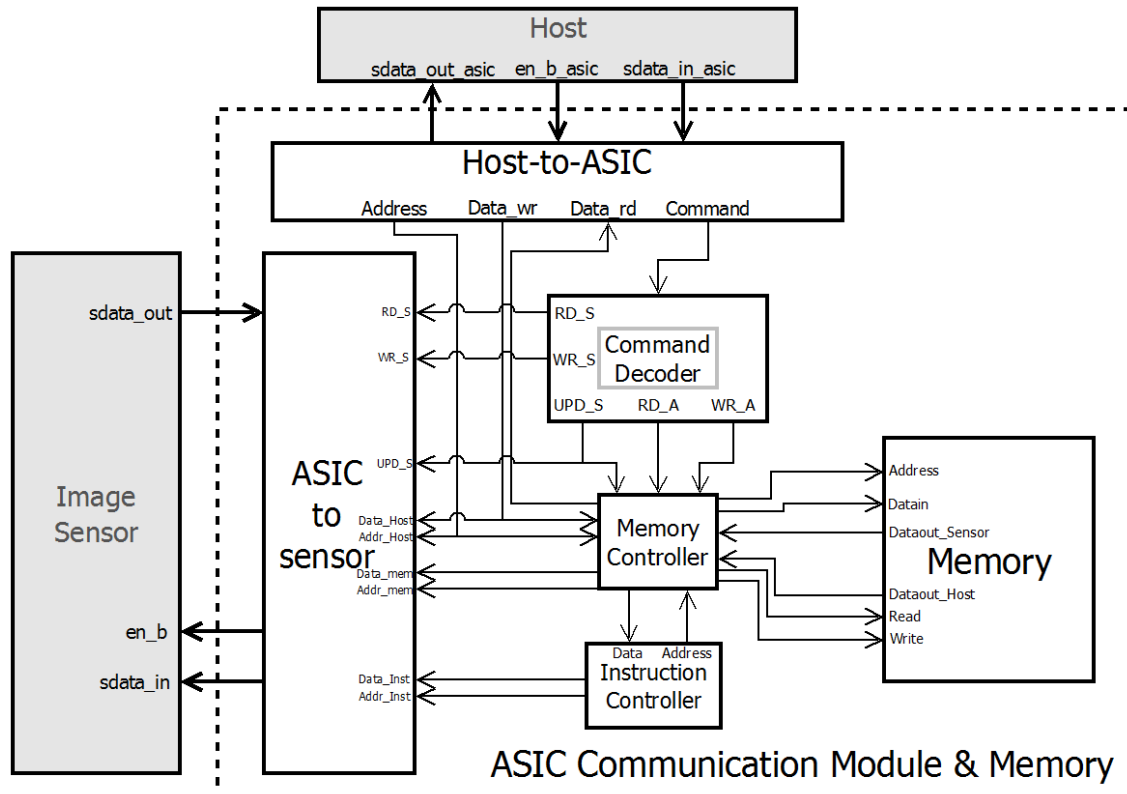 Host
sdata_out_asic en_b_asic sdata_in_asic
Host-to-ASIC
Address Data_wr Data_rd Command
sdata_out
RD_S
RD_S
WR_S
WR_S
Command
Decoder
UPD_S RD_A WR_A
UPD_S
Image
Sensor
ASIC
to
sensor
Data_Host
Addr_Host
Data_mem
Addr_mem
Memory
Controller
Address
Datain
Dataout_Sensor
Memory
Dataout_Host
Read
Write
en_b
sdata_in
Data_Inst
Addr_Inst
Data Address
Instruction
Controller
ASIC Communication Module & Memory